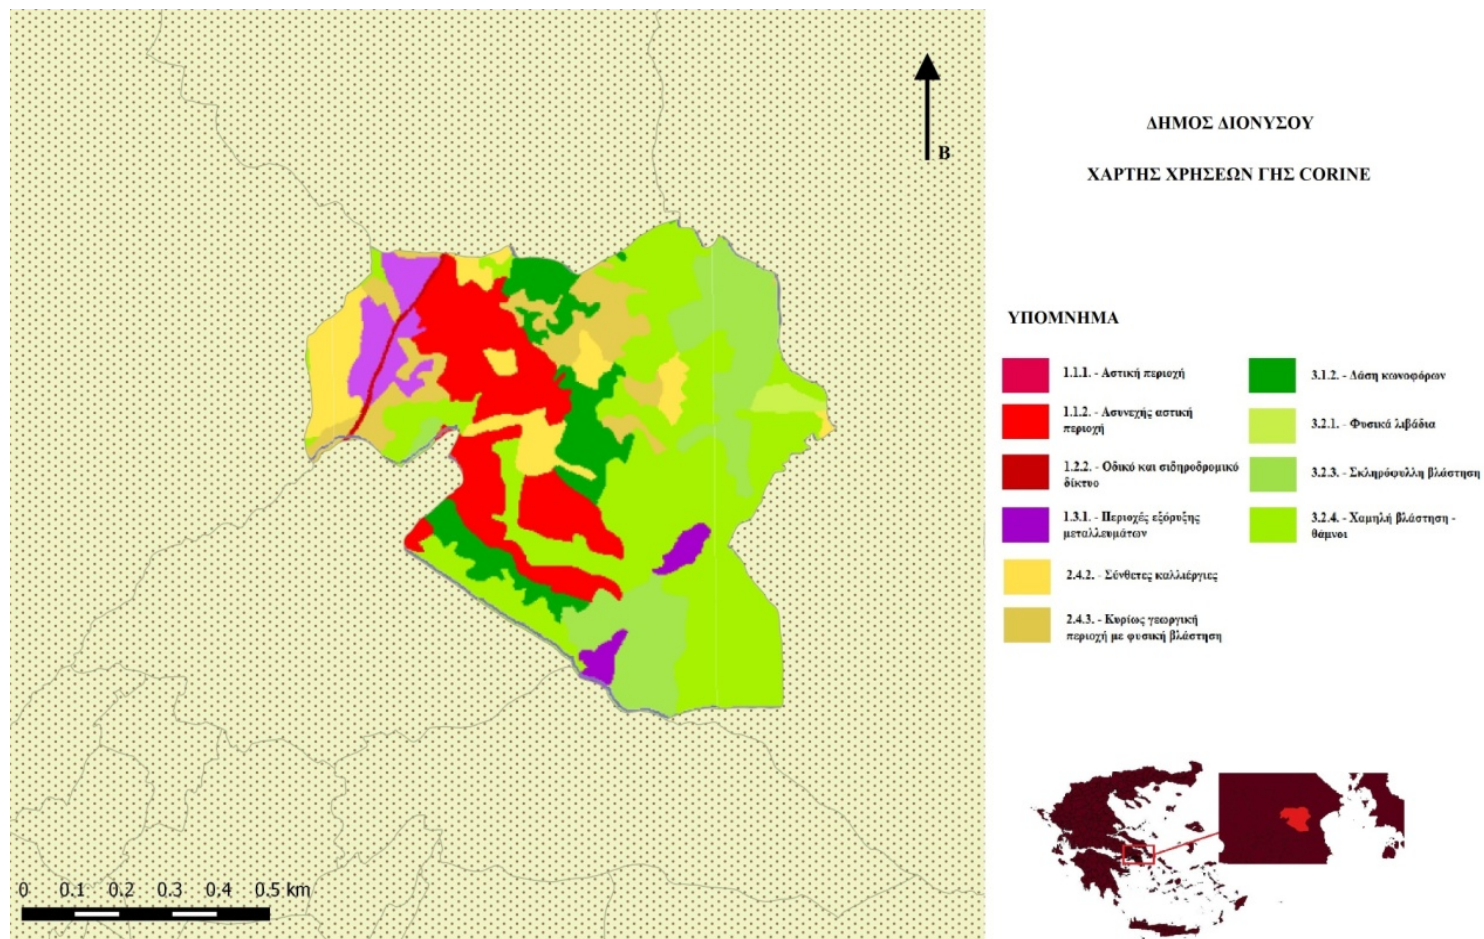 B
ΔΗΜΟΣ ΔΙΟΝΥΣΟΥ
ΧΑΡΤΗΣ ΧΡΗΣΕΩΝ ΓΗΣ CORINE
ΥΠΟΜΝΗΜΑ
1.1.1. - Αστική περιοχή
1.1.2. - Ασυνεχής αστική
περιοχή
1.2.2. - Οδικό και σιδηροδρομικό
δίκτυο
1.3.1. - Περιοχές εξόρυξης
μεταλλευμάτων
2.4.2. - Σύνθετες καλλιέργιες
2.4.3. - Κυρίως γεωργική
περιοχή με φυσική βλάστηση
3.1.2. - Δάση κωνοφόρων
3.2.1. - Φυσικά λιβάδια
3.2.3. - Σκληρόφυλλη βλάστηση
3.2.4. - Χαμηλή βλάστηση -
θάμνοι
0 0.1 0.2 0.3 0.4 0.5 km